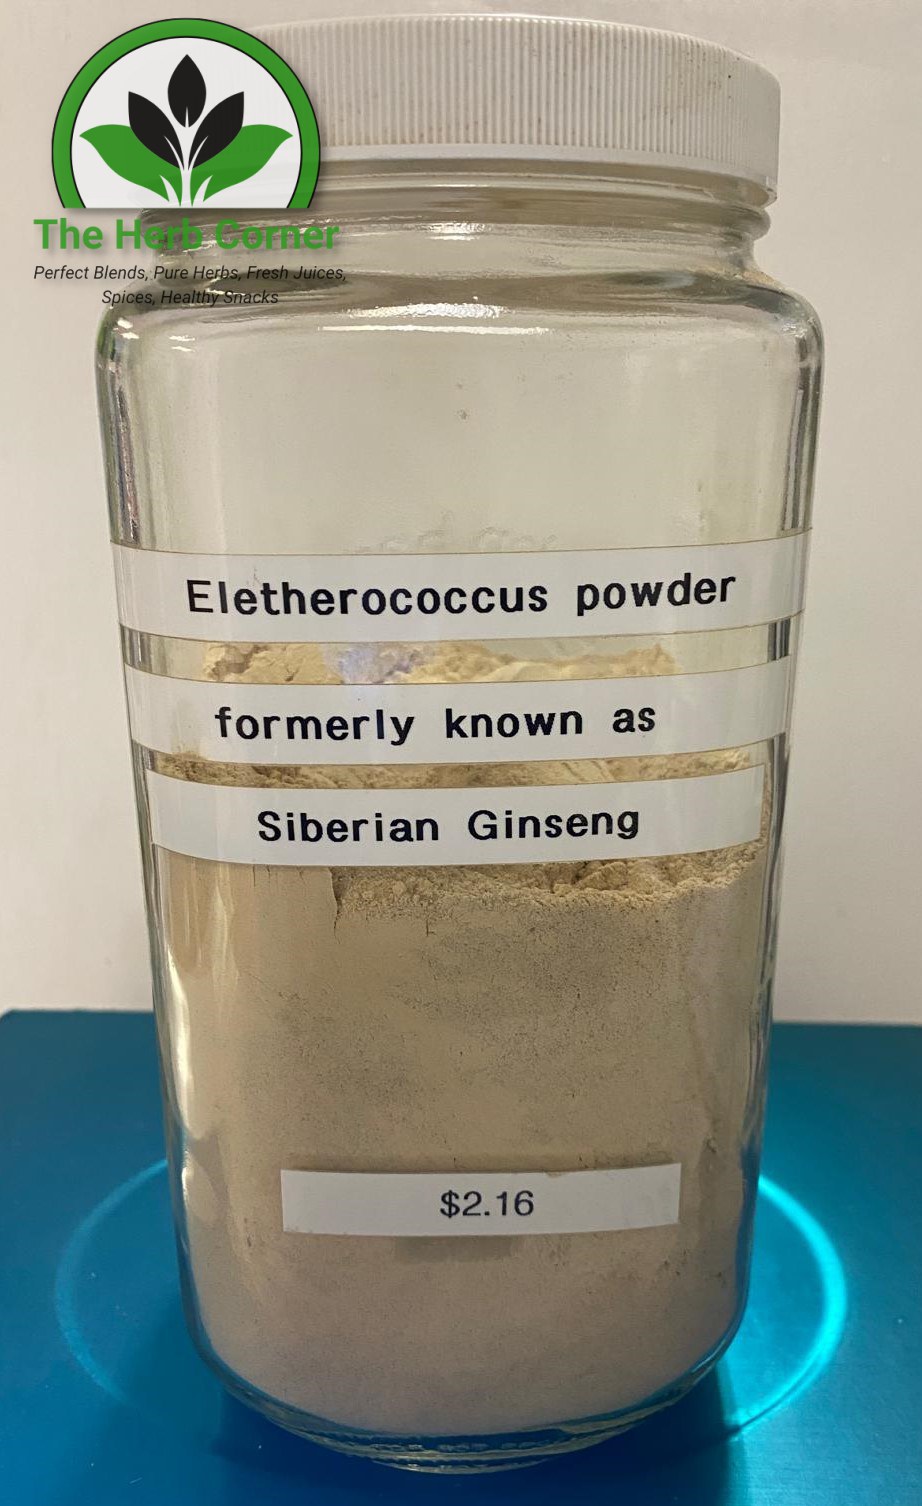 The Herb Corner
Perfect Blends, Pure Herbs, Fresh Juices,
Spices, Healthy Snacks
Eletherococcus powder
formerly known as
Siberian Ginseng
$2.16